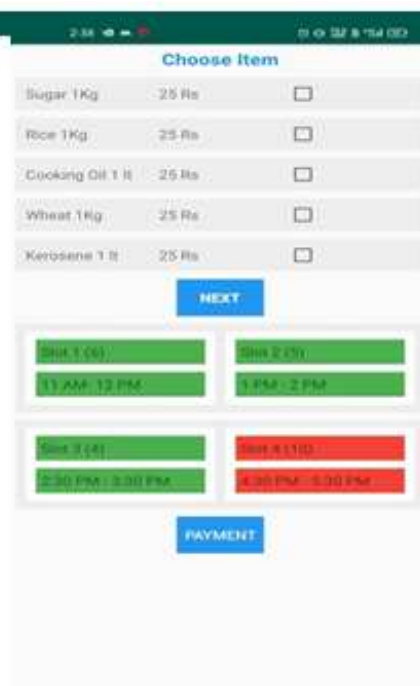 2:34
Choose Item
Sugar 1Kg 25 Rs
Rice 1Kg 25 Rs
Cooking Oil 1 lt 25 Rs
Wheat 1Kg 25 Rs
Kerosene 1 lt 25 Rs
NEXT
Slot 1 (6) Slot 2 (5)
11 AM- 12 PM 1 PM - 2 PM
Slot 3 (4) Slot 4 (10)
2:30 PM - 3:30 PM 4:30 PM - 5:30 PM
PAYMENT